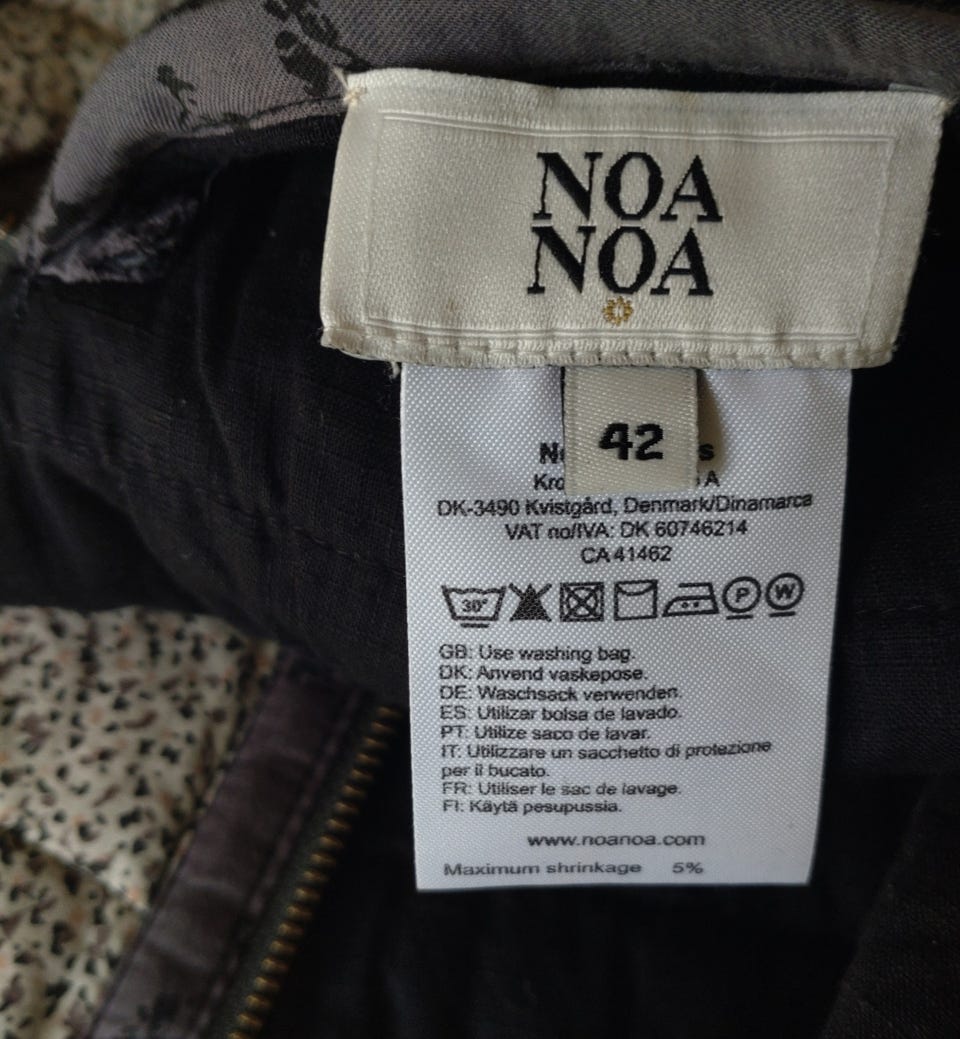 NOA
NOA
42
A
DK-3490 Kvistgård, Denmark/Dinamarca
VAT no/IVA: DK 60746214
CA 41462
30° P W
GB: Use washing bag.
DK: Anvend vaskepose.
DE: Waschsack verwenden.
ES: Utilizar bolsa de lavado.
PT: Utilize saco de lavar.
IT: Utilizzare un sacchetto di protezione
per il bucato.
FR: Utiliser le sac de lavage.
FI: Käytä pesupussia.
www.noanoa.com
Maximum shrinkage 5%